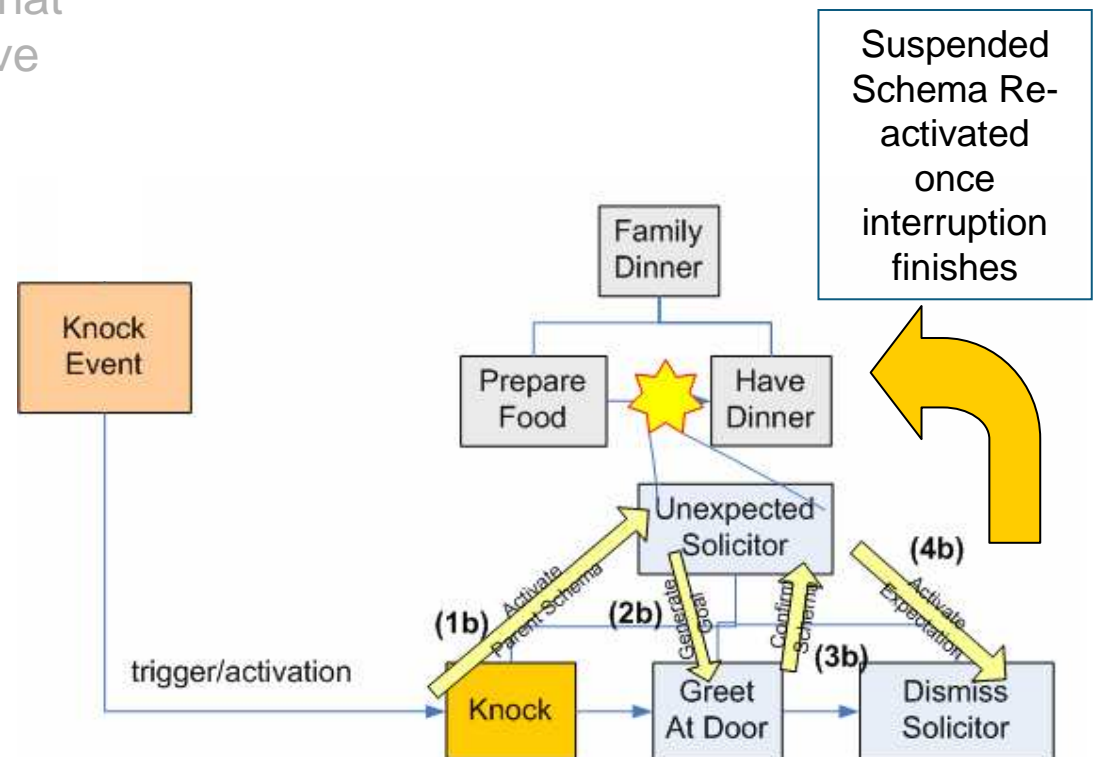 nat
ve
Suspended
Schema Re-
activated
once
interruption
finishes
Family
Dinner
Knock
Event
Prepare
Food
Have
Dinner
Unexpected
Solicitor
(4b)
Activate
Expectation
Activate
Parent Schema
(1b)
(2b)
Generate
Goal
Confirm
Schema
(3b)
trigger/activation
Knock
Greet
At Door
Dismiss
Solicitor